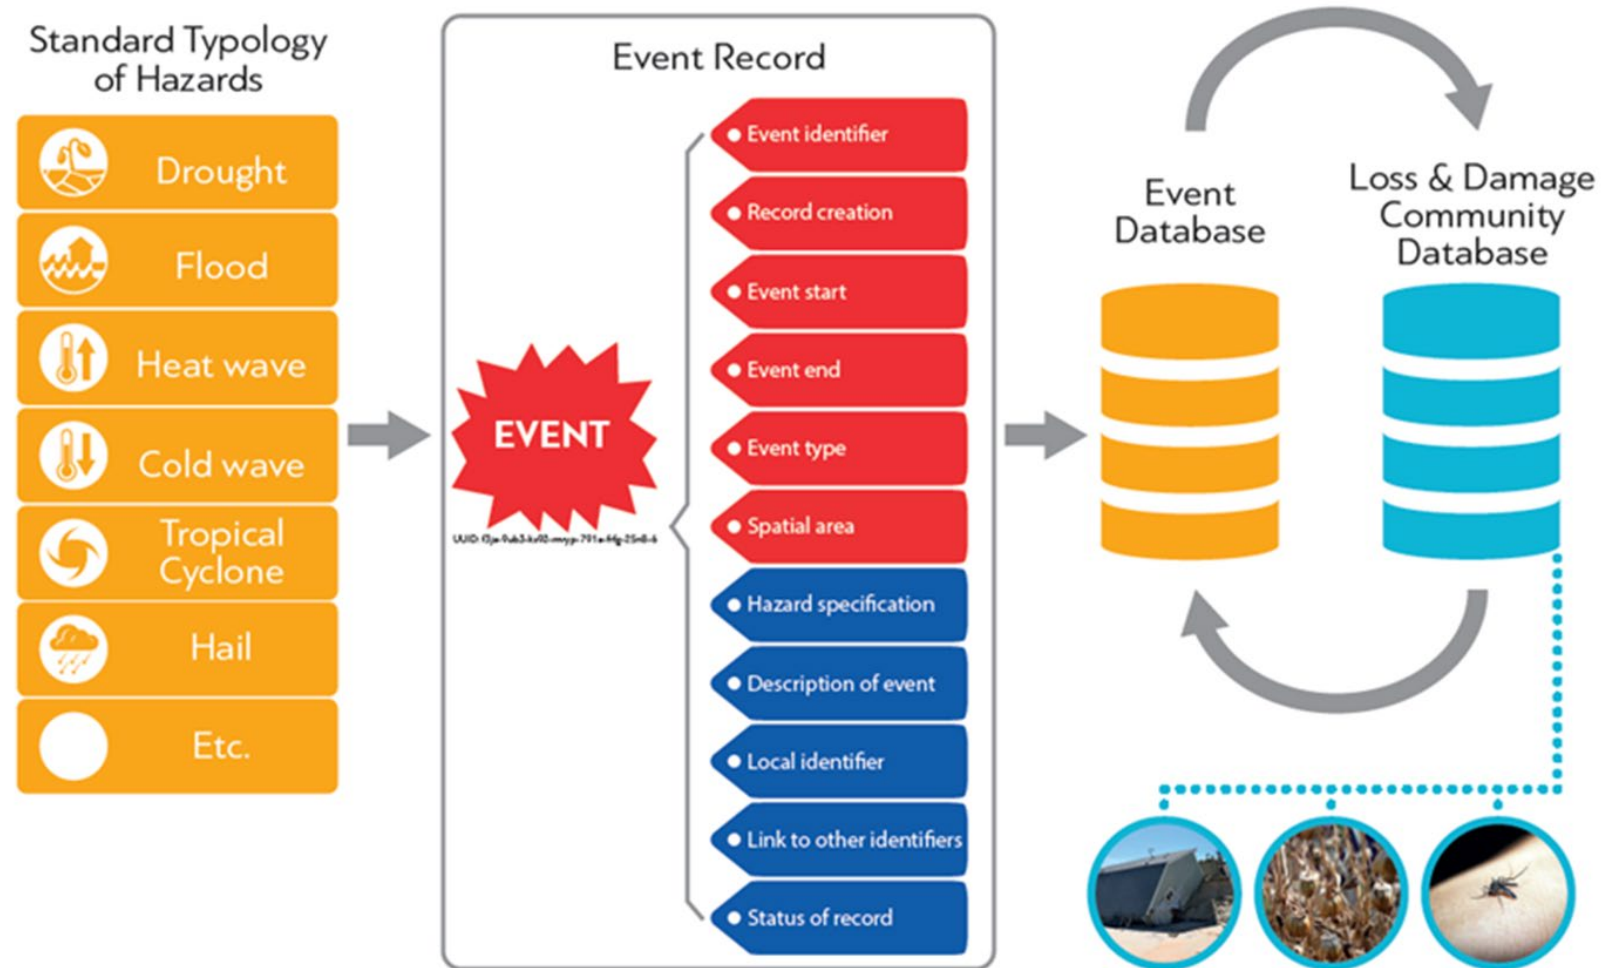 Standard Typology
of Hazards
Drought
Flood
Heat wave
Cold wave
Tropical
Cyclone
Hail
Etc.
Event Record
EVENT
Event identifier
Record creation
Event start
Event end
Event type
Spatial area
Hazard specification
Description of event
Local identifier
Link to other identifiers
Status of record
Event
Database
Loss & Damage
Community
Database